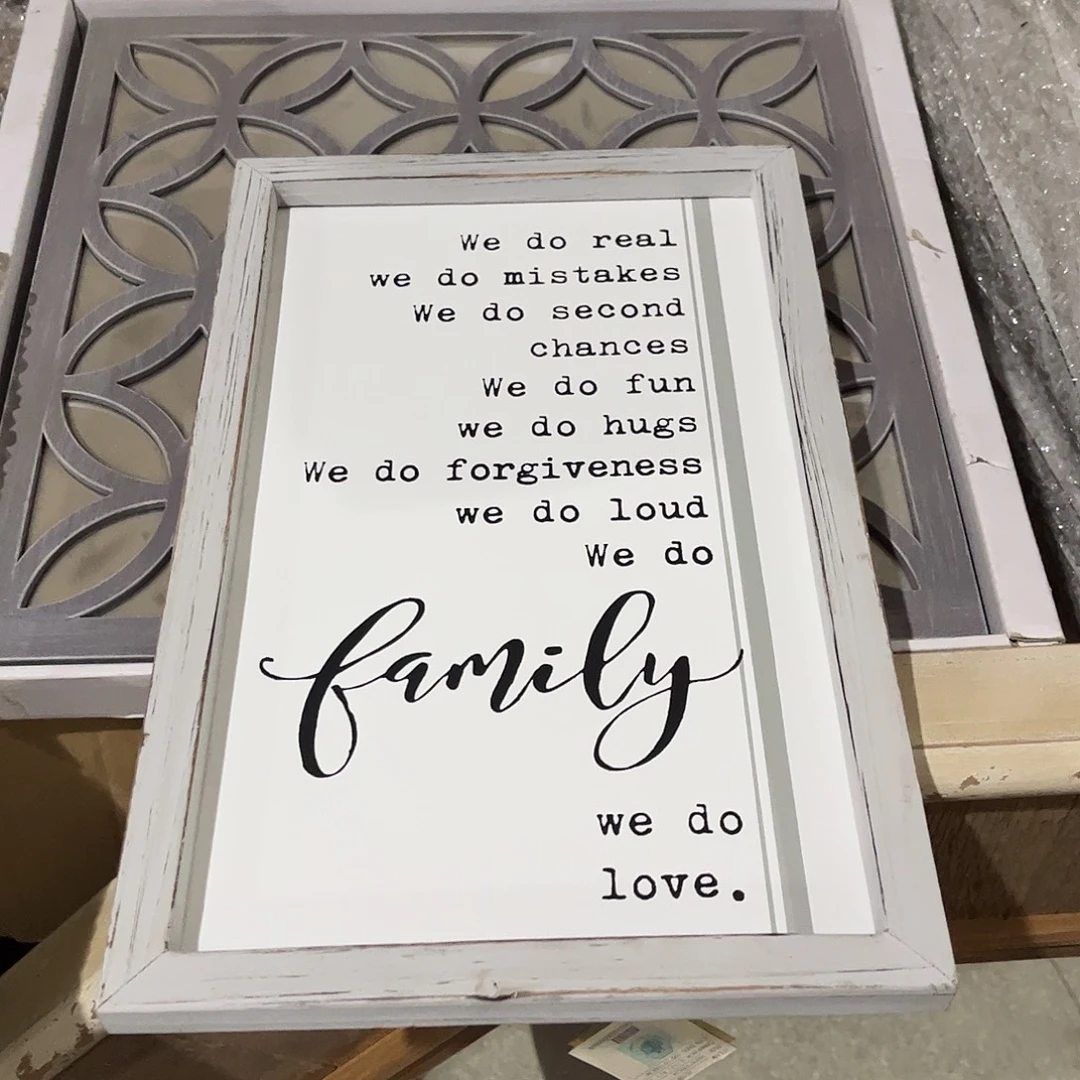 We do real
we do mistakes
We do second
chances
We do fun
we do hugs
We do forgiveness
we do loud
We do
family
we do
love.